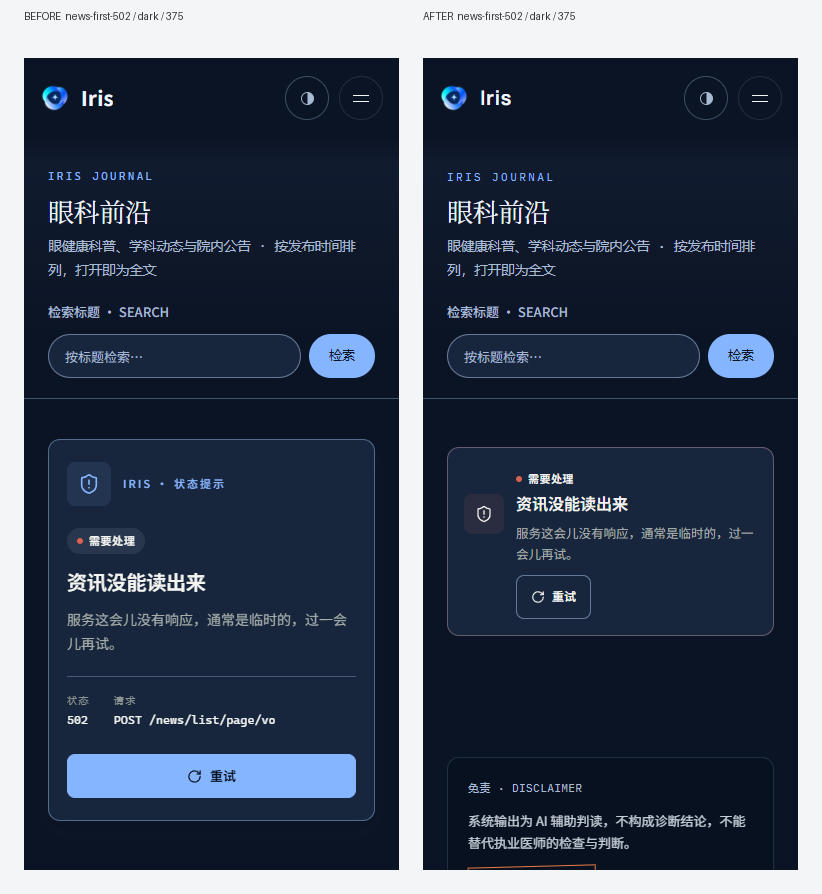 BEFORE news-first-502 / dark / 375
Iris
IRIS JOURNAL
眼科前沿
眼健康科普、学科动态与院内公告 · 按发布时间排
列，打开即为全文
检索标题 · SEARCH
按标题检索…
检索
IRIS · 状态提示
需要处理
资讯没能读出来
服务这会儿没有响应，通常是临时的，过一会
儿再试。
状态 请求
502 POST /news/list/page/vo
重试
AFTER news-first-502 / dark / 375
Iris
IRIS JOURNAL
眼科前沿
眼健康科普、学科动态与院内公告 · 按发布时间排
列，打开即为全文
检索标题 · SEARCH
按标题检索…
检索
需要处理
资讯没能读出来
服务这会儿没有响应，通常是临时的，过一
会儿再试。
重试
免责 · DISCLAIMER
系统输出为 AI 辅助判读，不构成诊断结论，不能
替代执业医师的检查与判断。